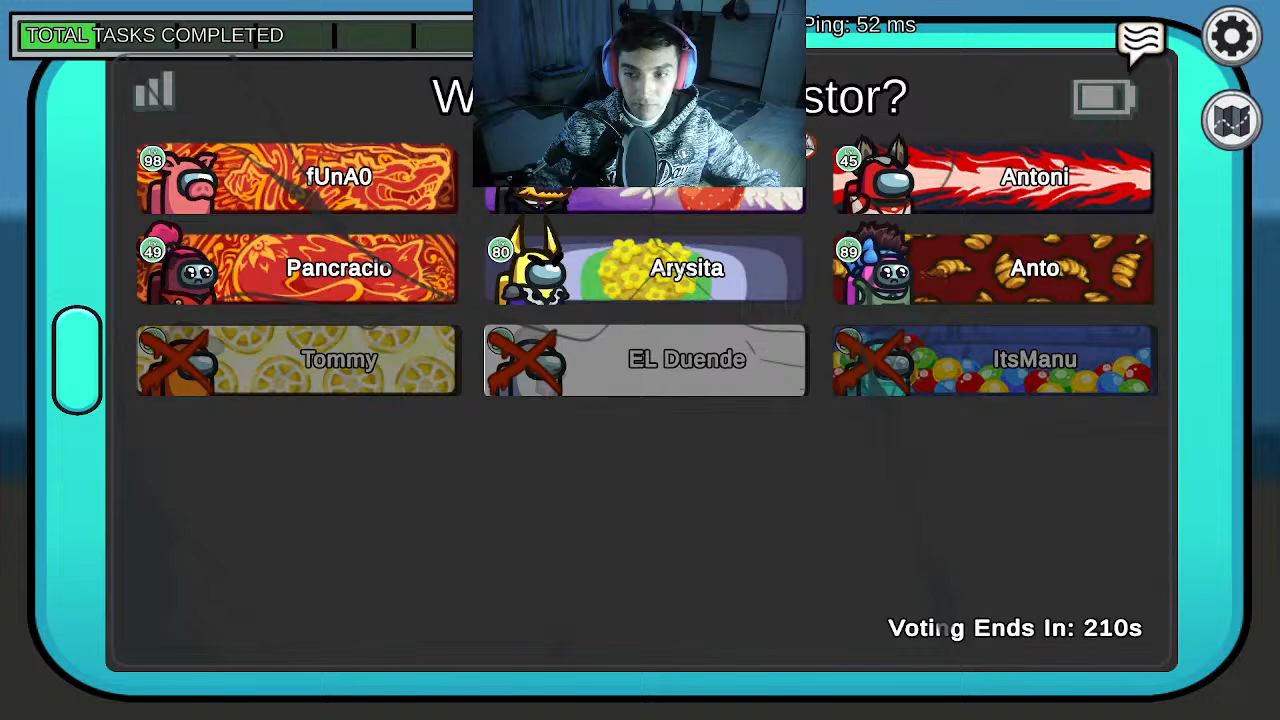 TOTAL TASKS COMPLETED
Ping: 52 ms
W stor?
98 fUnA0
45 Antoni
49 Pancracio
80 Arysita
89 Anto
Tommy
EL Duende
ItsManu
Voting Ends In: 210s